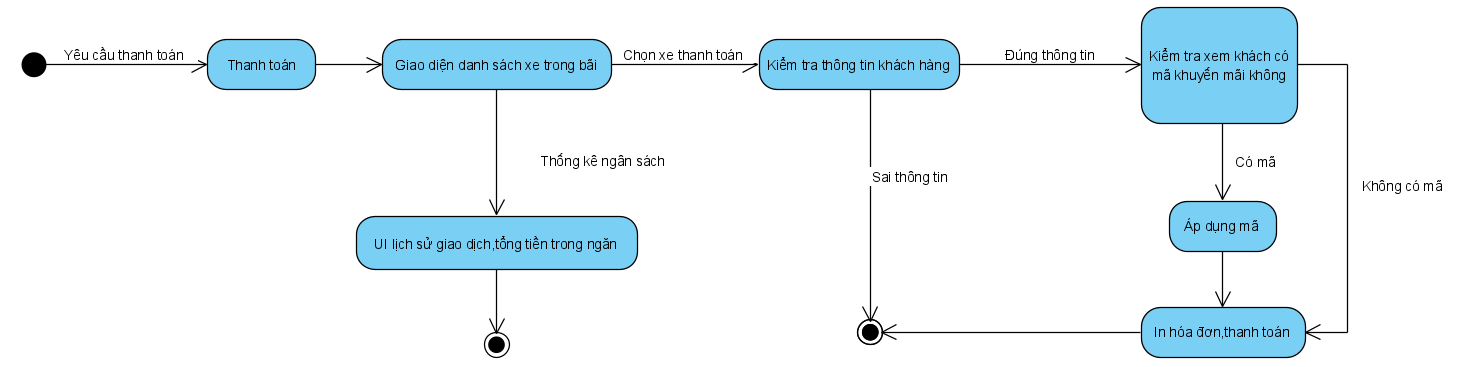 Yêu cầu thanh toán
Thanh toán
Giao diện danh sách xe trong bãi
Chọn xe thanh toán
Kiểm tra thông tin khách hàng
Đúng thông tin
Kiểm tra xem khách có
mã khuyến mãi không
Thống kê ngân sách
Sai thông tin
Có mã
Không có mã
Áp dụng mã
UI lịch sử giao dịch,tổng tiền trong ngăn
In hóa đơn,thanh toán